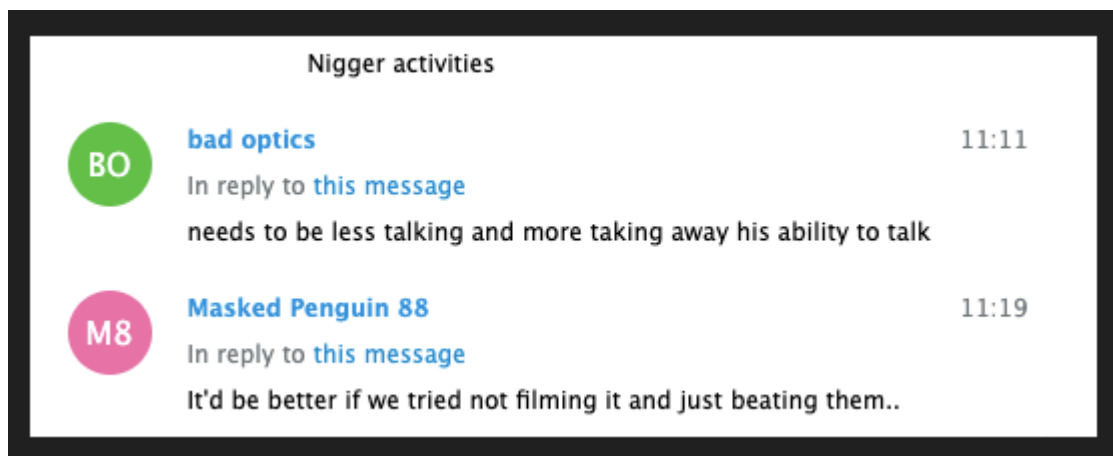 Nigger activities
BO
bad optics
11:11
In reply to this message
needs to be less talking and more taking away his ability to talk
M8
Masked Penguin 88
11:19
In reply to this message
It'd be better if we tried not filming it and just beating them..